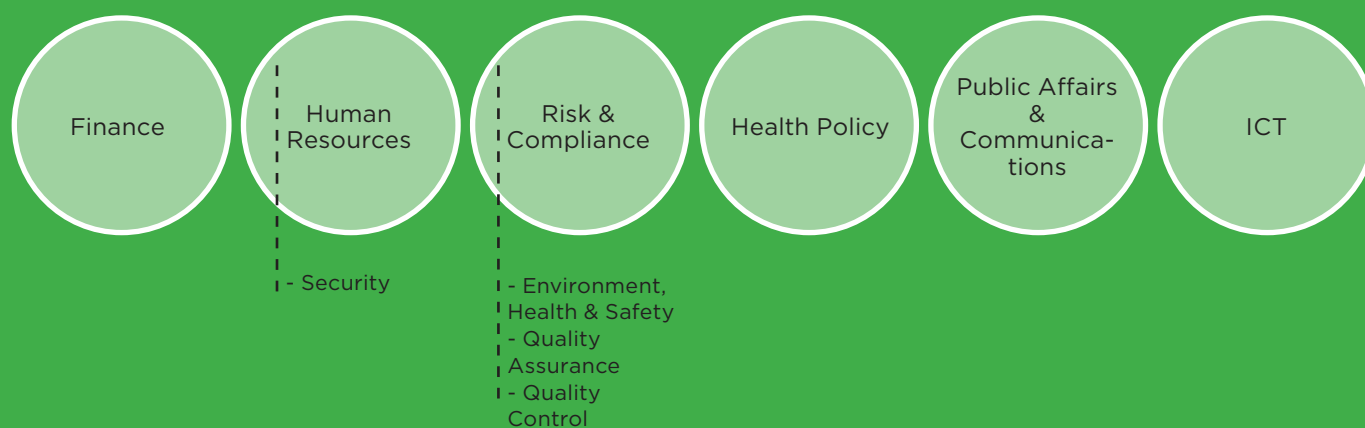 Finance
Human
Resources
Risk &
Compliance
Health Policy
Public Affairs
&
Communica-
tions
ICT
- Security
- Environment,
Health & Safety
- Quality
Assurance
- Quality
Control